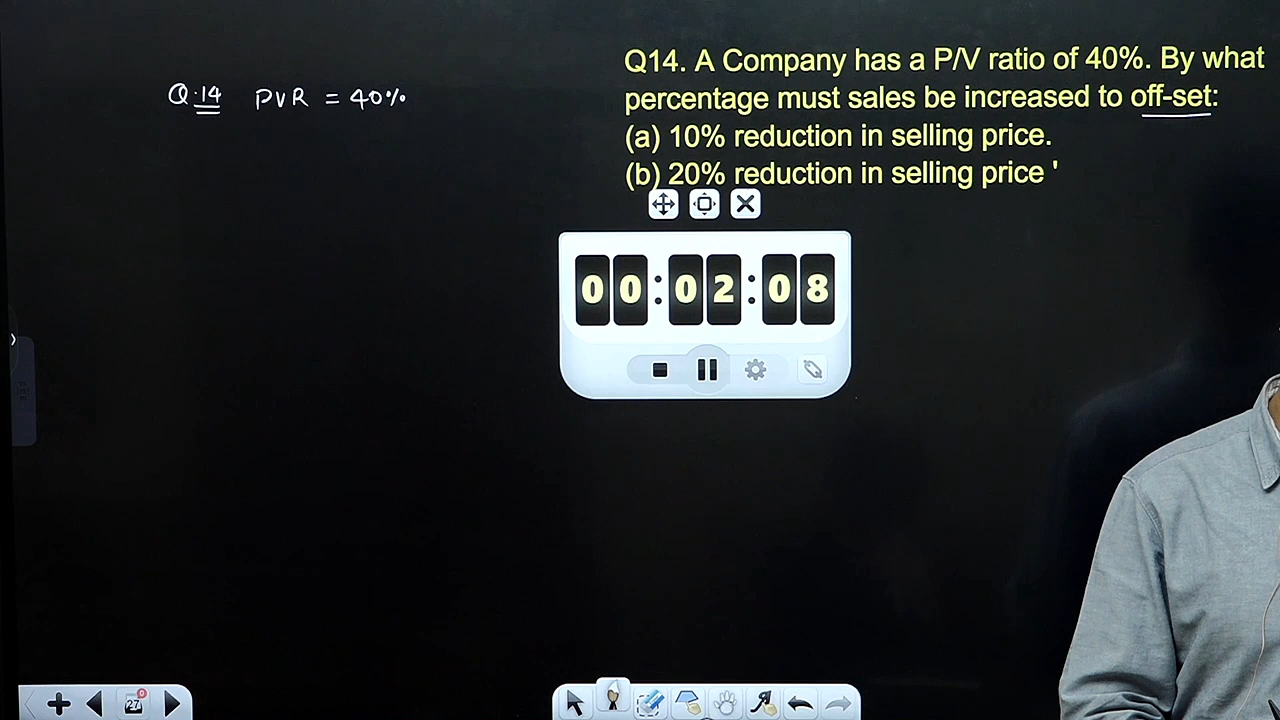 Q.14 PVR = 40%
Q14. A Company has a P/V ratio of 40%. By what
percentage must sales be increased to off-set:
(a) 10% reduction in selling price.
(b) 20% reduction in selling price '
00:02:08
27
0